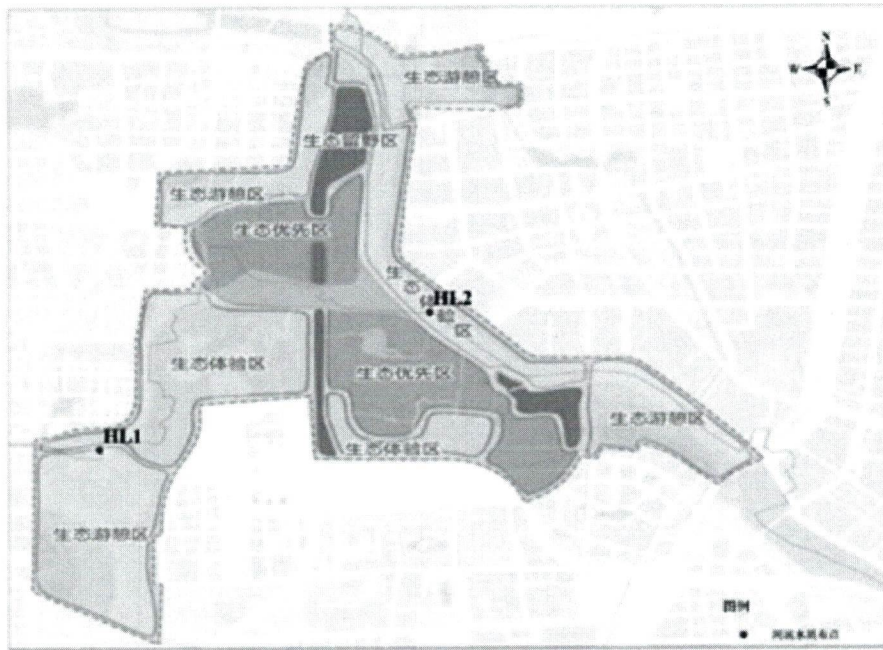 N
W E
S
生态游憩区
生态留野区
生态游憩区
生态优先区
生态体验区
HL2
生态体验区
生态优先区
生态游憩区
HL1
生态体验区
生态游憩区
图例
河流水质布点